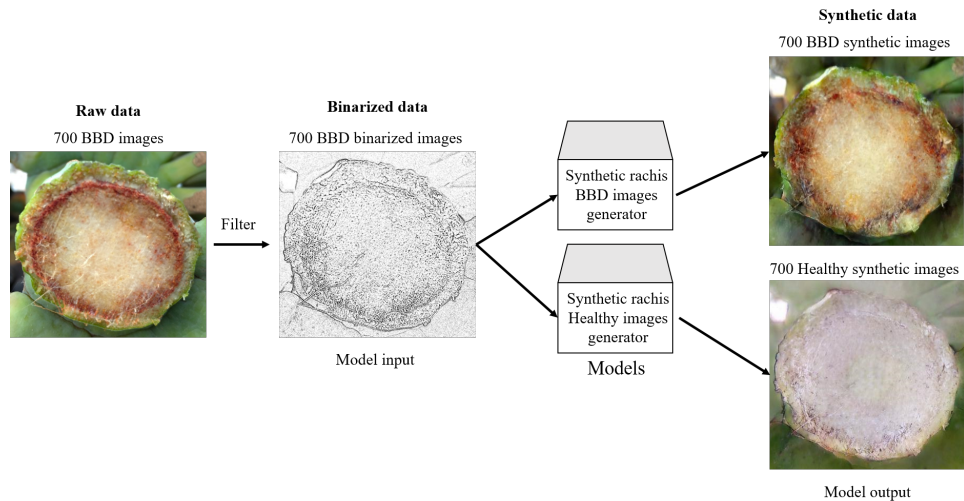 Raw data
700 BBD images
Filter
Binarized data
700 BBD binarized images
Model input
Synthetic rachis
BBD images
generator
Synthetic rachis
Healthy images
generator
Models
Synthetic data
700 BBD synthetic images
700 Healthy synthetic images
Model output